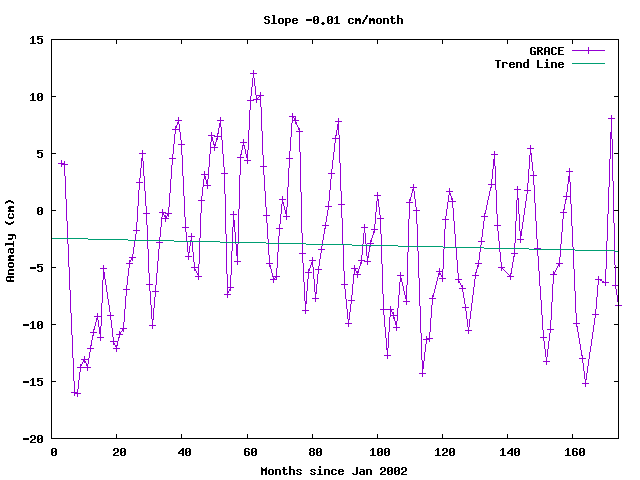 Slope -0.01 cm/month
GRACE
Trend Line
15
10
5
0
-5
-10
-15
-20
Anomaly (cm)
0 20 40 60 80 100 120 140 160
Months since Jan 2002